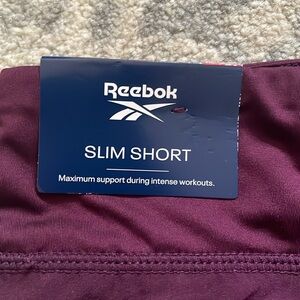 Reebok
SLIM SHORT
Maximum support during intense workouts.